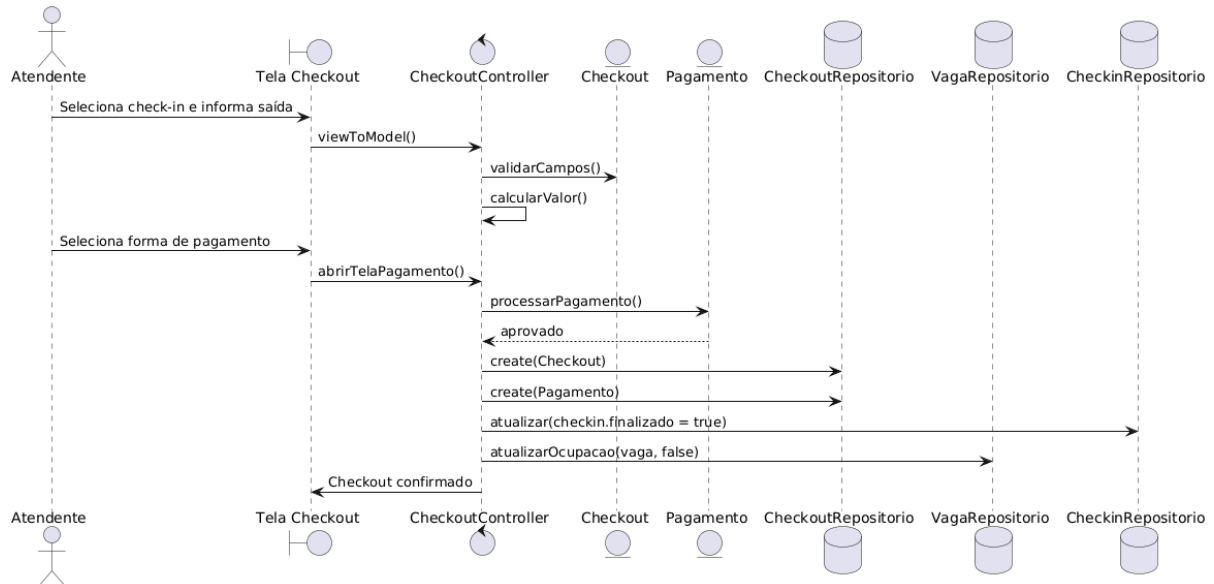 Atendente
Tela Checkout
CheckoutController
Checkout
Pagamento
CheckoutRepositorio
VagaRepositorio
CheckinRepositorio
Seleciona check-in e informa saída
viewToModel()
validarCampos()
calcularValor()
Seleciona forma de pagamento
abrirTelaPagamento()
processarPagamento()
aprovado
create(Checkout)
create(Pagamento)
atualizar(checkin.finalizado = true)
atualizarOcupacao(vaga, false)
Checkout confirmado
Atendente
Tela Checkout
CheckoutController
Checkout
Pagamento
CheckoutRepositorio
VagaRepositorio
CheckinRepositorio